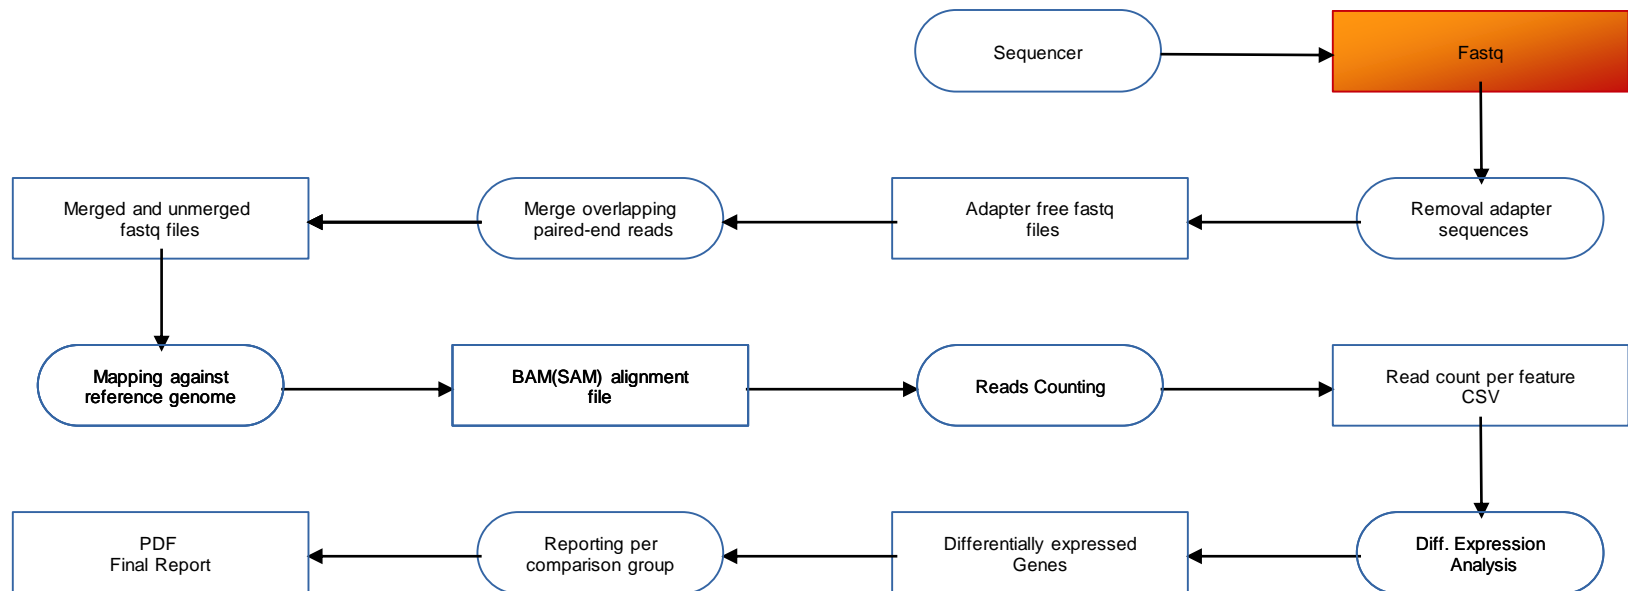 Sequencer
Fastq
Merged and unmerged
fastq files
Merge overlapping
paired-end reads
Adapter free fastq
files
Removal adapter
sequences
Mapping against
reference genome
BAM(SAM) alignment
file
Reads Counting
Read count per feature
CSV
PDF
Final Report
Reporting per
comparison group
Differentially expressed
Genes
Diff. Expression
Analysis